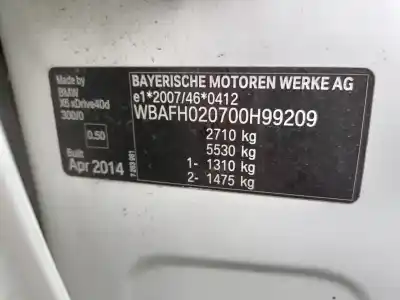 Made by
BMW
X6 xDrive40d
300/0
0.50
Built
Apr 2014
BAYERISCHE MOTOREN WERKE AG
e1*2007/46*0412
WBAFH020700H99209
2710 kg
5530 kg
1- 1310 kg
2- 1475 kg